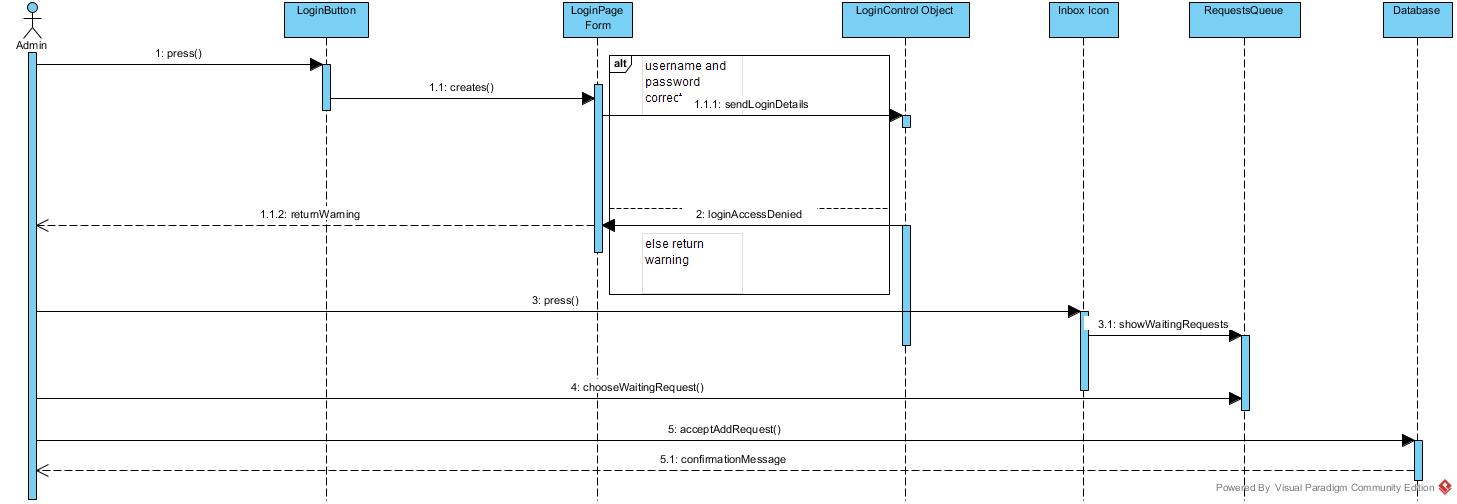 LoginButton
LoginPage
Form
LoginControl Object
Inbox Icon
RequestsQueue
Database
Admin
1: press()
alt
username and
password
correct
1.1: creates()
1.1.1: sendLoginDetails
1.1.2: returnWarning
2: loginAccessDenied
else return
warning
3: press()
3.1: showWaitingRequests
4: chooseWaitingRequest()
5: acceptAddRequest()
5.1: confirmationMessage
Powered By Visual Paradigm Community Edition